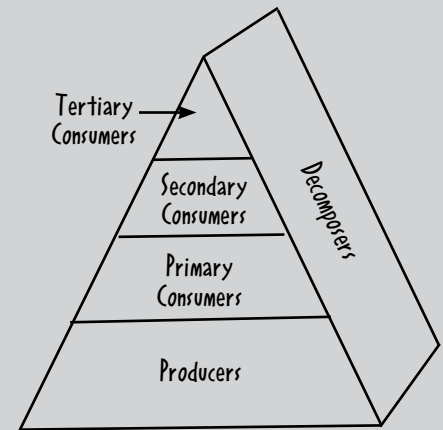 Tertiary
Consumers
Secondary
Consumers
Decomposers
Primary
Consumers
Producers